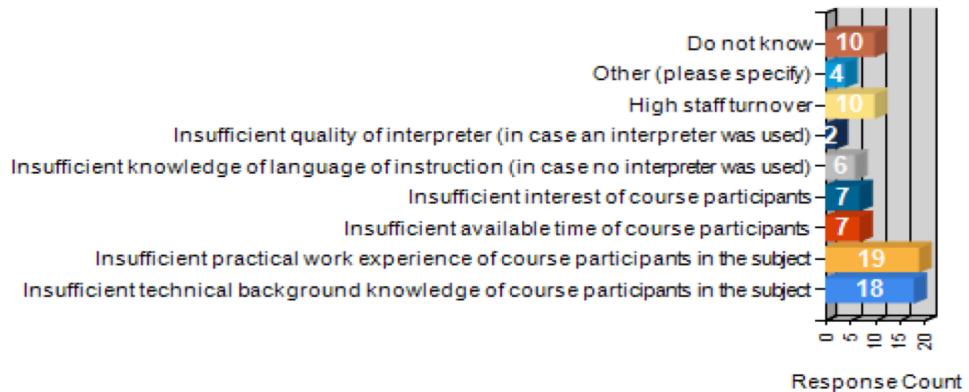 Do not know 10
Other (please specify) 4
High staff turnover 10
Insufficient quality of interpreter (in case an interpreter was used) 2
Insufficient knowledge of language of instruction (in case no interpreter was used) 6
Insufficient interest of course participants 7
Insufficient available time of course participants 7
Insufficient practical work experience of course participants in the subject 19
Insufficient technical background knowledge of course participants in the subject 18
0 5 10 15 20
Response Count